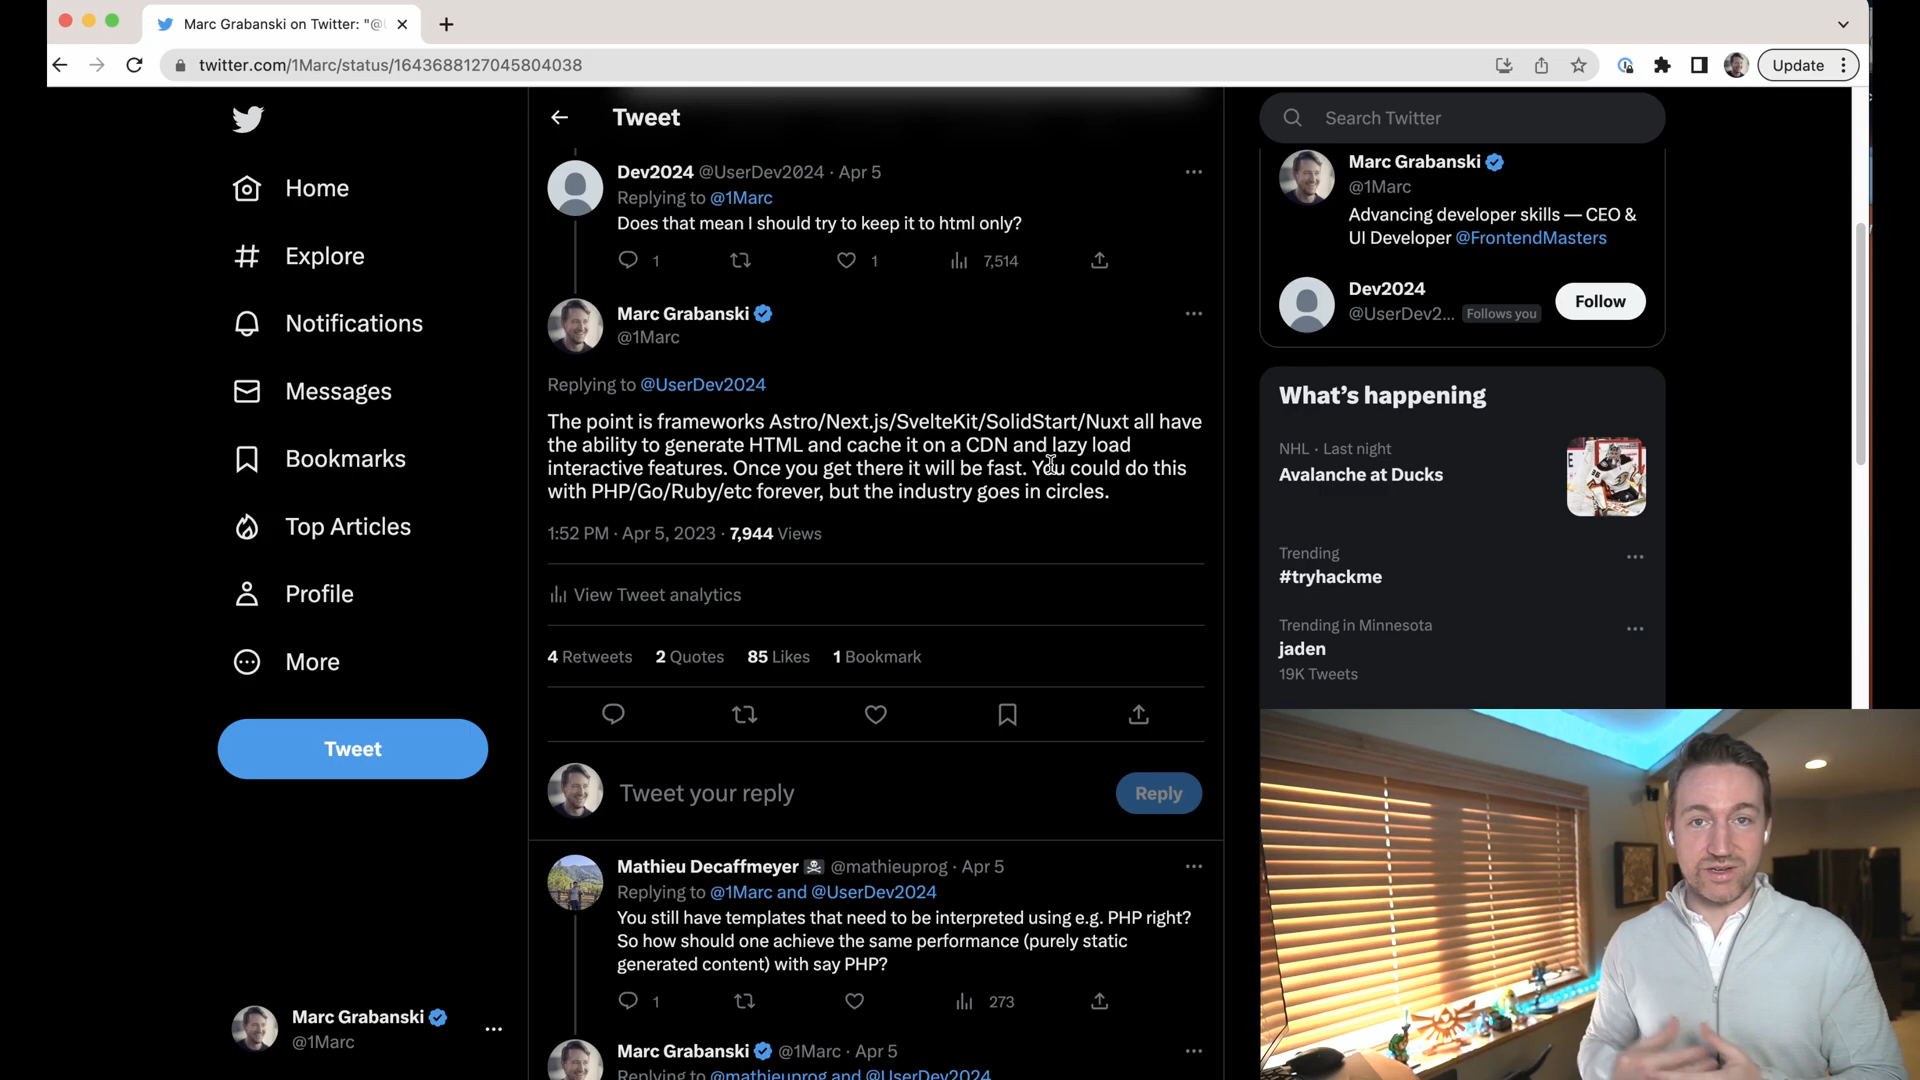 Marc Grabanski on Twitter: "@
twitter.com/1Marc/status/1643688127045804038
Update
Home
Explore
Notifications
Messages
Bookmarks
Top Articles
Profile
More
Tweet
Marc Grabanski
@1Marc
Tweet
Dev2024 @UserDev2024 · Apr 5
Replying to @1Marc
Does that mean I should try to keep it to html only?
1 1 7,514
Marc Grabanski
@1Marc
Replying to @UserDev2024
The point is frameworks Astro/Next.js/SvelteKit/SolidStart/Nuxt all have
the ability to generate HTML and cache it on a CDN and lazy load
interactive features. Once you get there it will be fast. You could do this
with PHP/Go/Ruby/etc forever, but the industry goes in circles.
1:52 PM · Apr 5, 2023 · 7,944 Views
View Tweet analytics
4 Retweets 2 Quotes 85 Likes 1 Bookmark
Tweet your reply
Reply
Mathieu Decaffmeyer @mathieuprog · Apr 5
Replying to @1Marc and @UserDev2024
You still have templates that need to be interpreted using e.g. PHP right?
So how should one achieve the same performance (purely static
generated content) with say PHP?
1 273
Marc Grabanski @1Marc · Apr 5
Replying to @mathieuprog and @UserDev2024
Search Twitter
Marc Grabanski
@1Marc
Advancing developer skills — CEO &
UI Developer @FrontendMasters
Dev2024
@UserDev2... Follows you
Follow
What's happening
NHL · Last night
Avalanche at Ducks
Trending
#tryhackme
Trending in Minnesota
jaden
19K Tweets